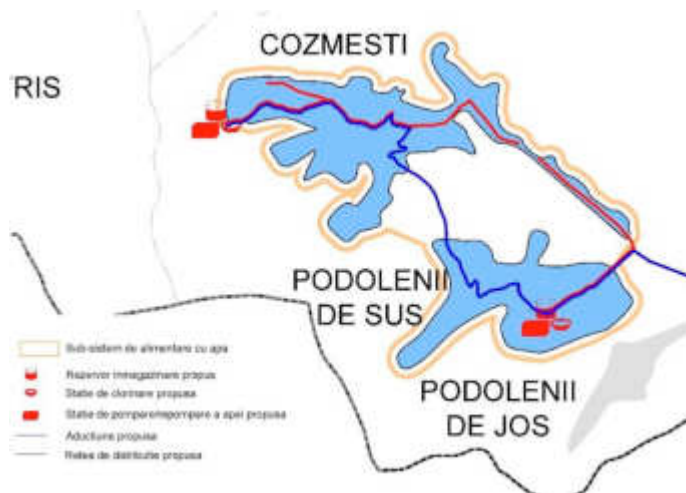 COZMESTI
RIS
PODOLENII
DE SUS
PODOLENII
DE JOS
Sub-sistem de alimentare cu apa
Rezervor inmagazinare propus
Statie de clorinare propusa
Statie de pompare/repompare a apei propusa
Aductiune propusa
Retea de distributie propusa